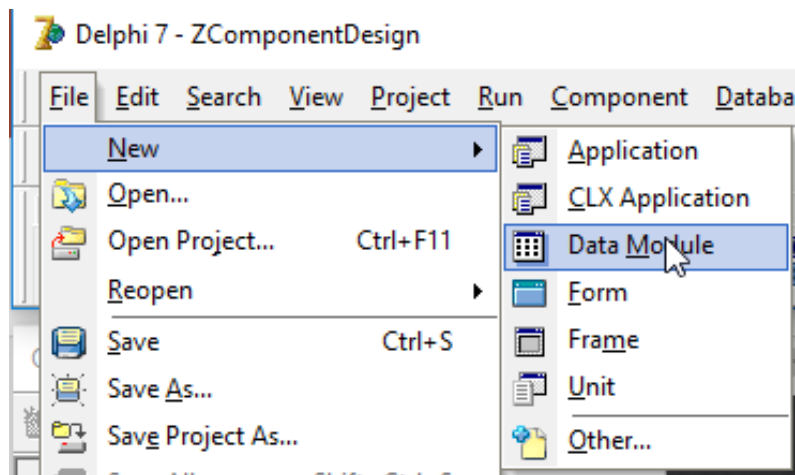 Delphi 7 - ZComponentDesign
File Edit Search View Project Run Component Databa
New
Open...
Open Project... Ctrl+F11
Reopen
Save Ctrl+S
Save As...
Save Project As...
Application
CLX Application
Data Module
Form
Frame
Unit
Other...